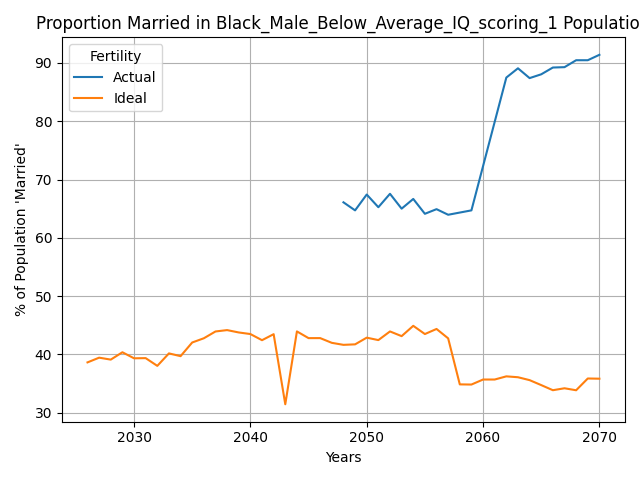 Proportion Married in Black_Male_Below_Average_IQ_scoring_1 Populatio
Fertility
Actual
Ideal
% of Population 'Married'
90
80
70
60
50
40
30
2030
2040
2050
2060
2070
Years